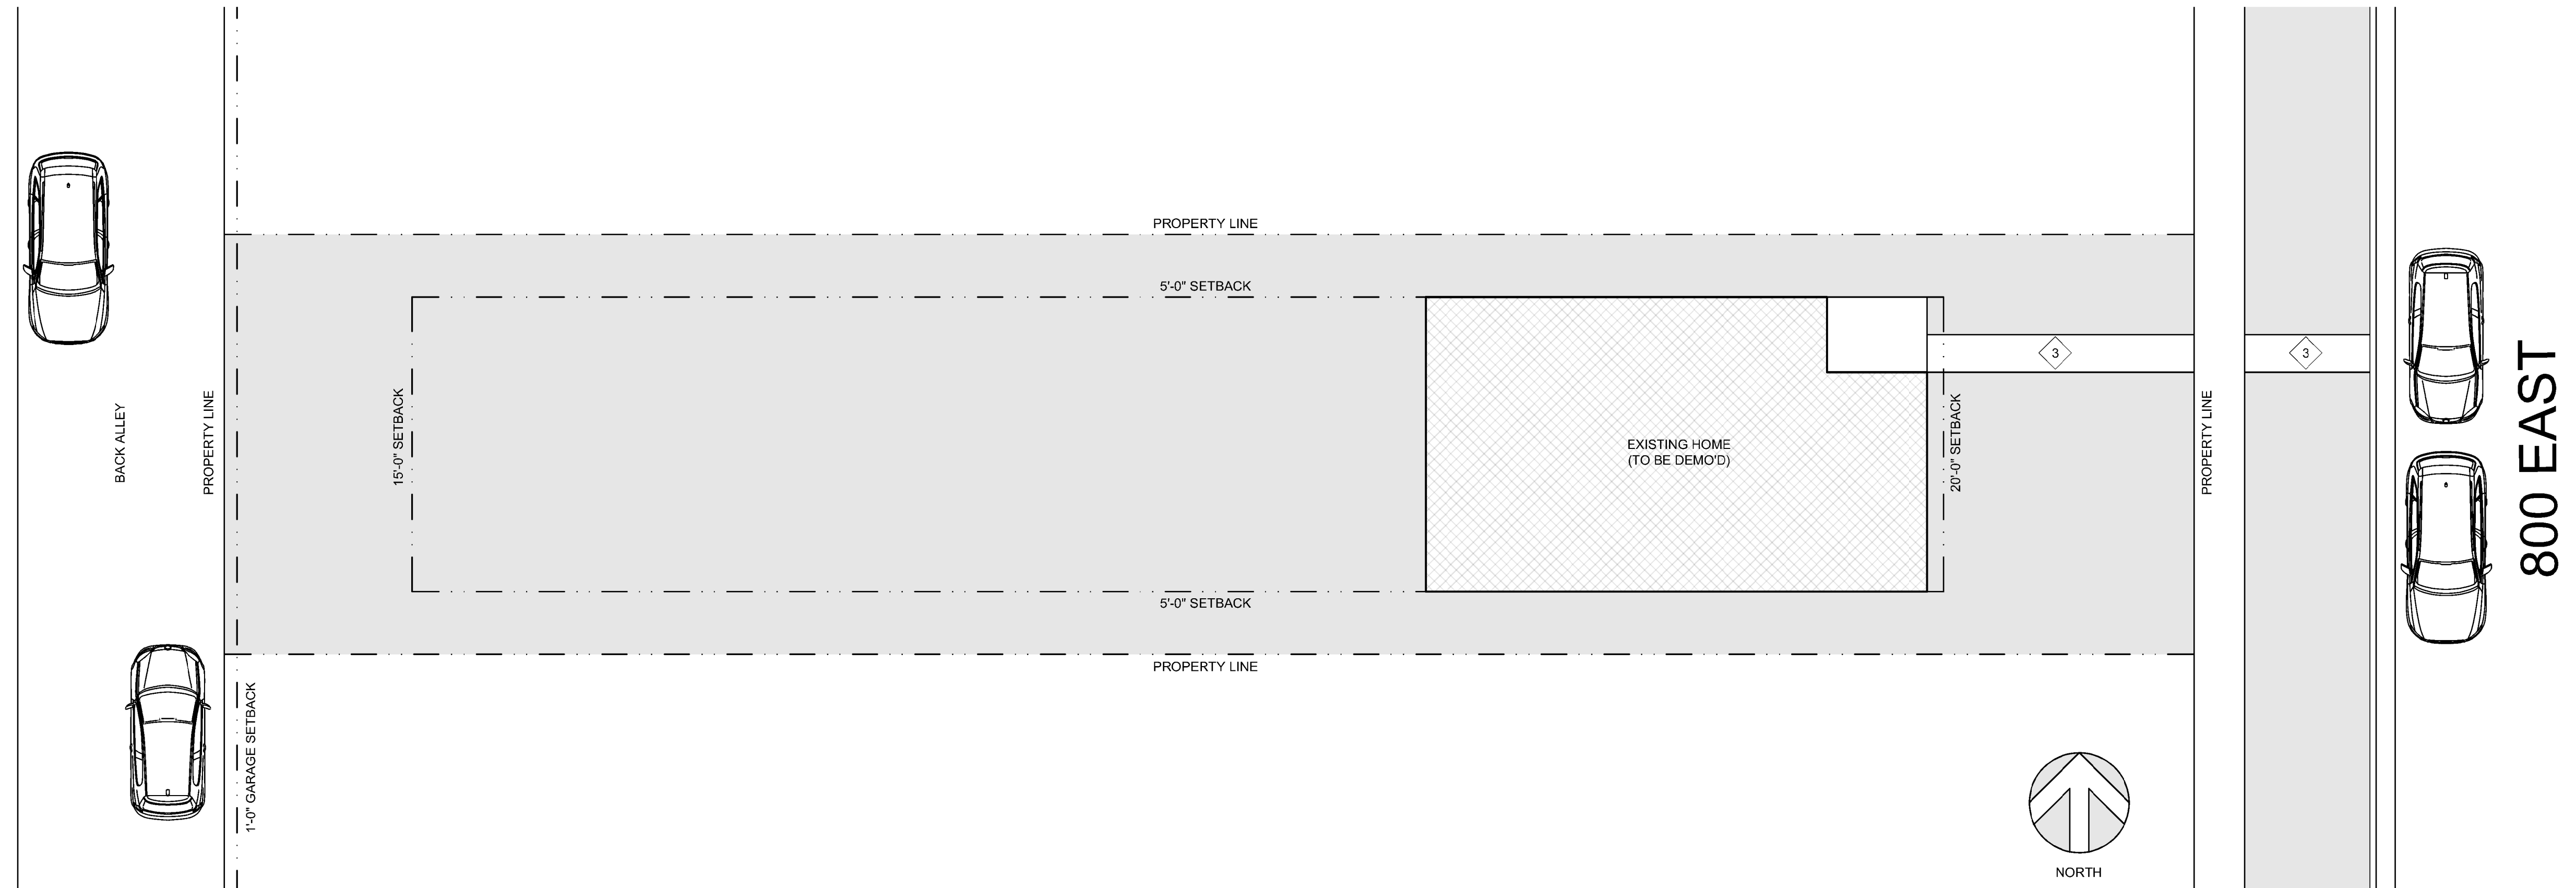 PROPERTY LINE
5'-0" SETBACK
BACK ALLEY
PROPERTY LINE
15'-0" SETBACK
EXISTING HOME
(TO BE DEMO'D)
20'-0" SETBACK
3
PROPERTY LINE
3
800 EAST
5'-0" SETBACK
PROPERTY LINE
1'-0" GARAGE SETBACK
NORTH